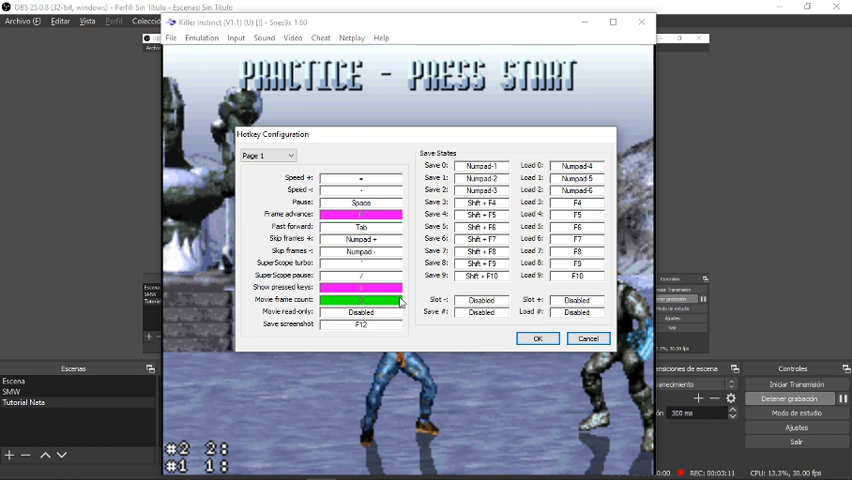 OBS 25.0.8 (32-bit, windows) - Perfil: Sin Título - Escenas: Sin Título
Archivo (F) Editar Vista Perfil Colecció
Killer Instinct (V1.1) (U) [!] - Snes9x 1.60
File Emulation Input Sound Video Cheat Netplay Help
PRACTICE - PRESS START
Hotkey Configuration
Page 1
Speed +: =
Speed -: -
Pause: Space
Frame advance:
Fast forward: Tab
Skip frames +: Numpad +
Skip frames -: Numpad -
SuperScope turbo:
SuperScope pause: /
Show pressed keys:
Movie frame count:
Movie read-only: Disabled
Save screenshot F12
Save States
Save 0: Numpad-1 Load 0: Numpad-4
Save 1: Numpad-2 Load 1: Numpad-5
Save 2: Numpad-3 Load 2: Numpad-6
Save 3: Shift + F4 Load 3: F4
Save 4: Shift + F5 Load 4: F5
Save 5: Shift + F6 Load 5: F6
Save 6: Shift + F7 Load 6: F7
Save 7: Shift + F8 Load 7: F8
Save 8: Shift + F9 Load 8: F9
Save 9: Shift + F10 Load 9: F10
Slot -: Disabled Slot +: Disabled
Save #: Disabled Load #: Disabled
OK Cancel
#2 2:
#1 1:
Escenas
Escena
SMW
Tutorial Nata
Controles
Iniciar Transmisión
Detener grabación
Modo de estudio
Ajustes
Salir
300 ms
REC: 00:03:11 CPU: 13.3%, 30.00 fps